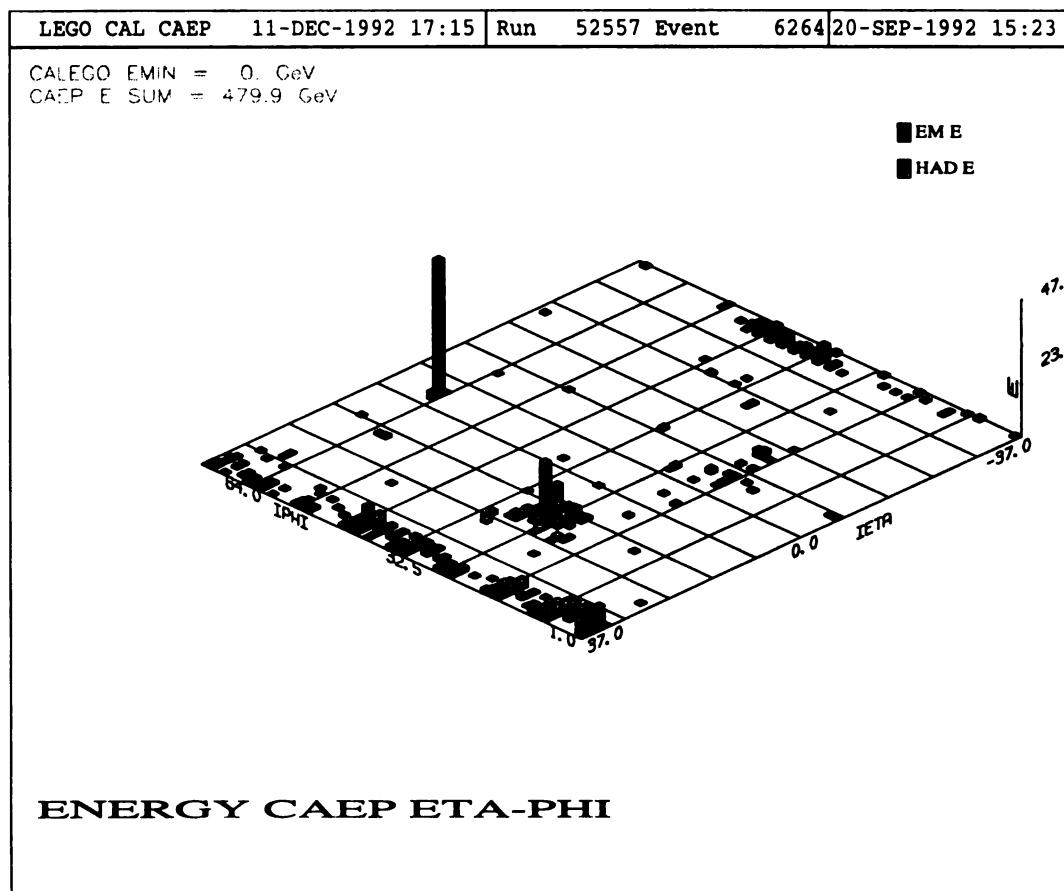 LEGO CAL CAEP 11-DEC-1992 17:15 Run 52557 Event 6264 20-SEP-1992 15:23
CALEGO EMIN = 0. GeV
CAEP E SUM = 479.9 GeV
EM E
HAD E
47.
23.
E
-37.0
IETA
0.0
64.0
IPHI
32.5
1.0
37.0
ENERGY CAEP ETA-PHI